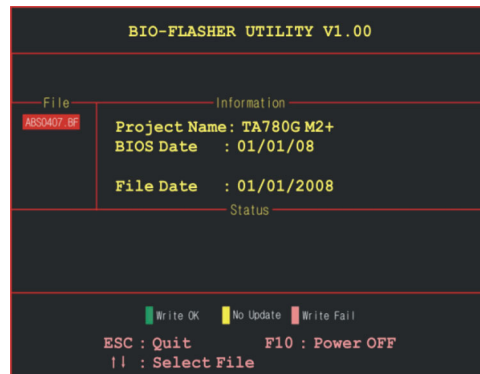 BIO-FLASHER UTILITY V1.00
File
Information
ABS0407.BF
Project Name: TA780G M2+
BIOS Date : 01/01/08
File Date : 01/01/2008
Status
Write OK No Update Write Fail
ESC : Quit F10 : Power OFF
↑↓ : Select File